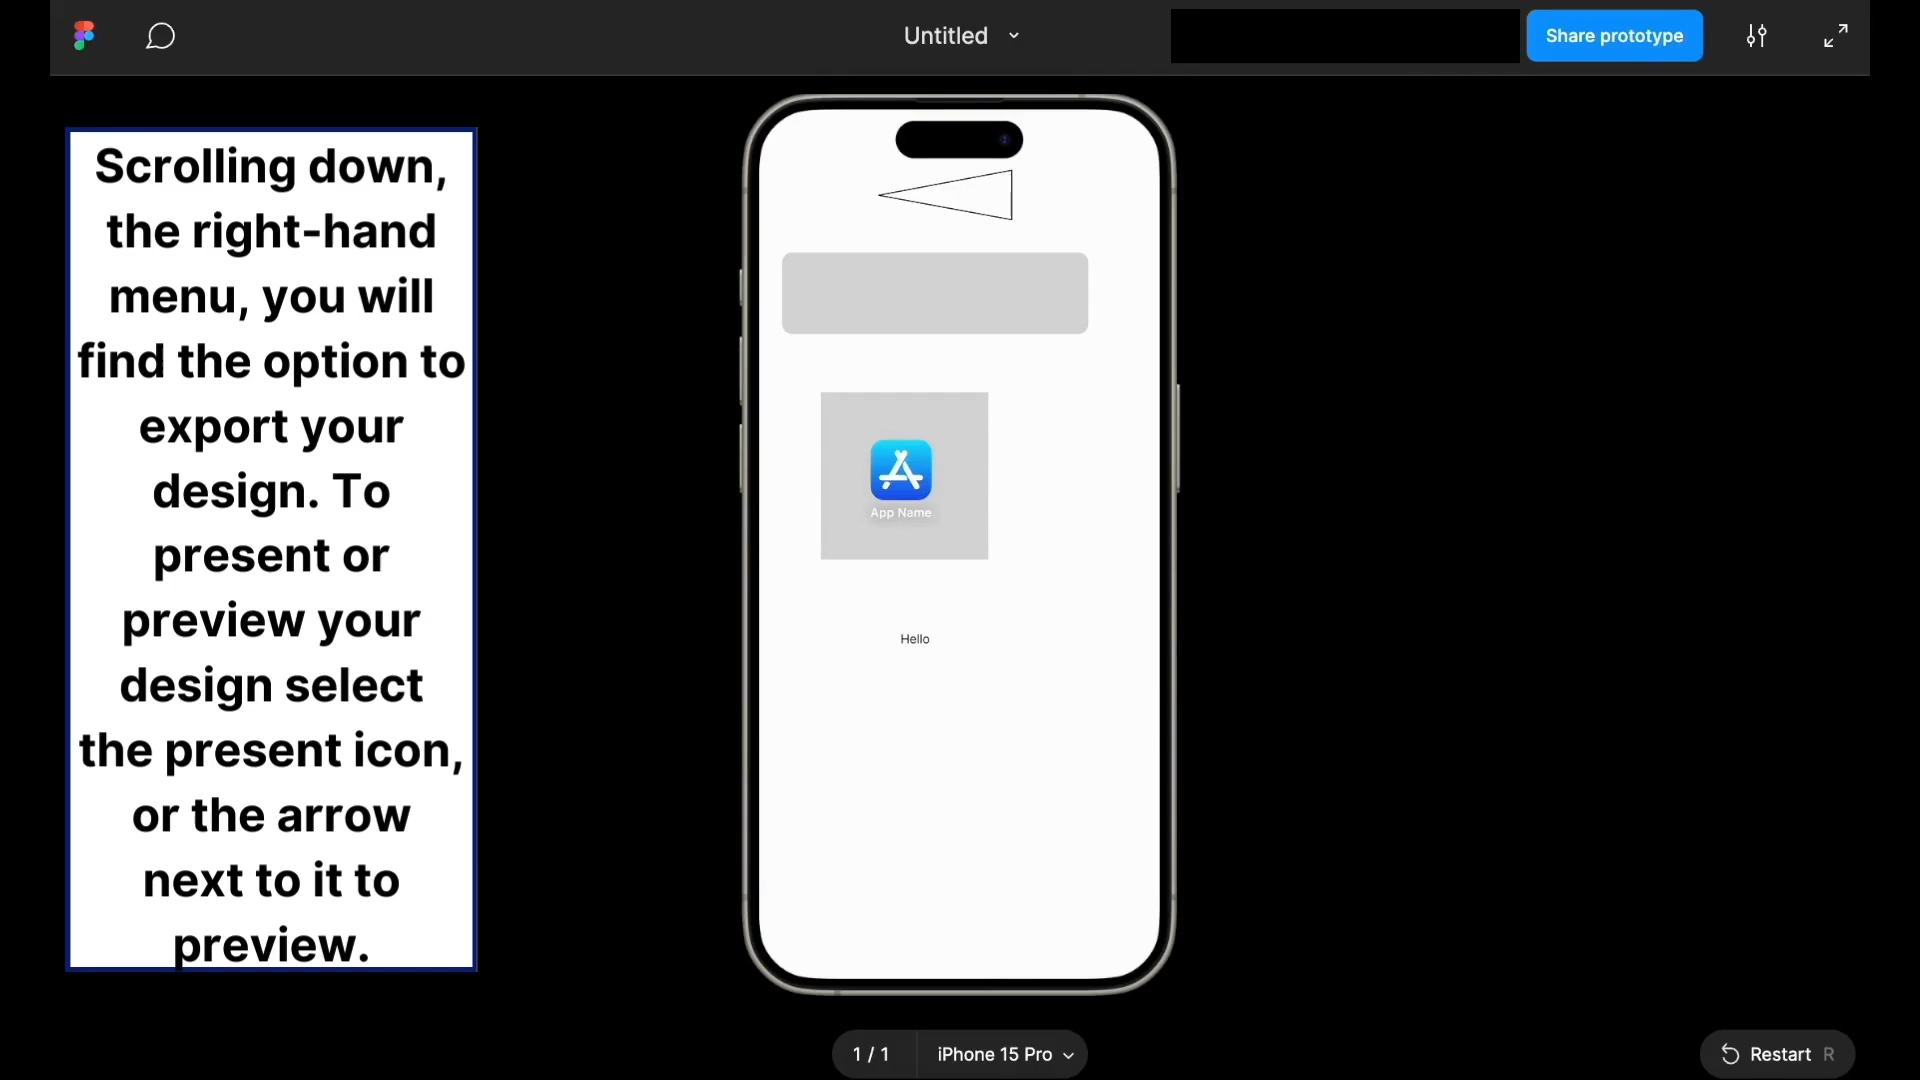 Untitled
Share prototype
Scrolling down,
the right-hand
menu, you will
find the option to
export your
design. To
present or
preview your
design select
the present icon,
or the arrow
next to it to
preview.
App Name
Hello
1 / 1
iPhone 15 Pro
Restart R